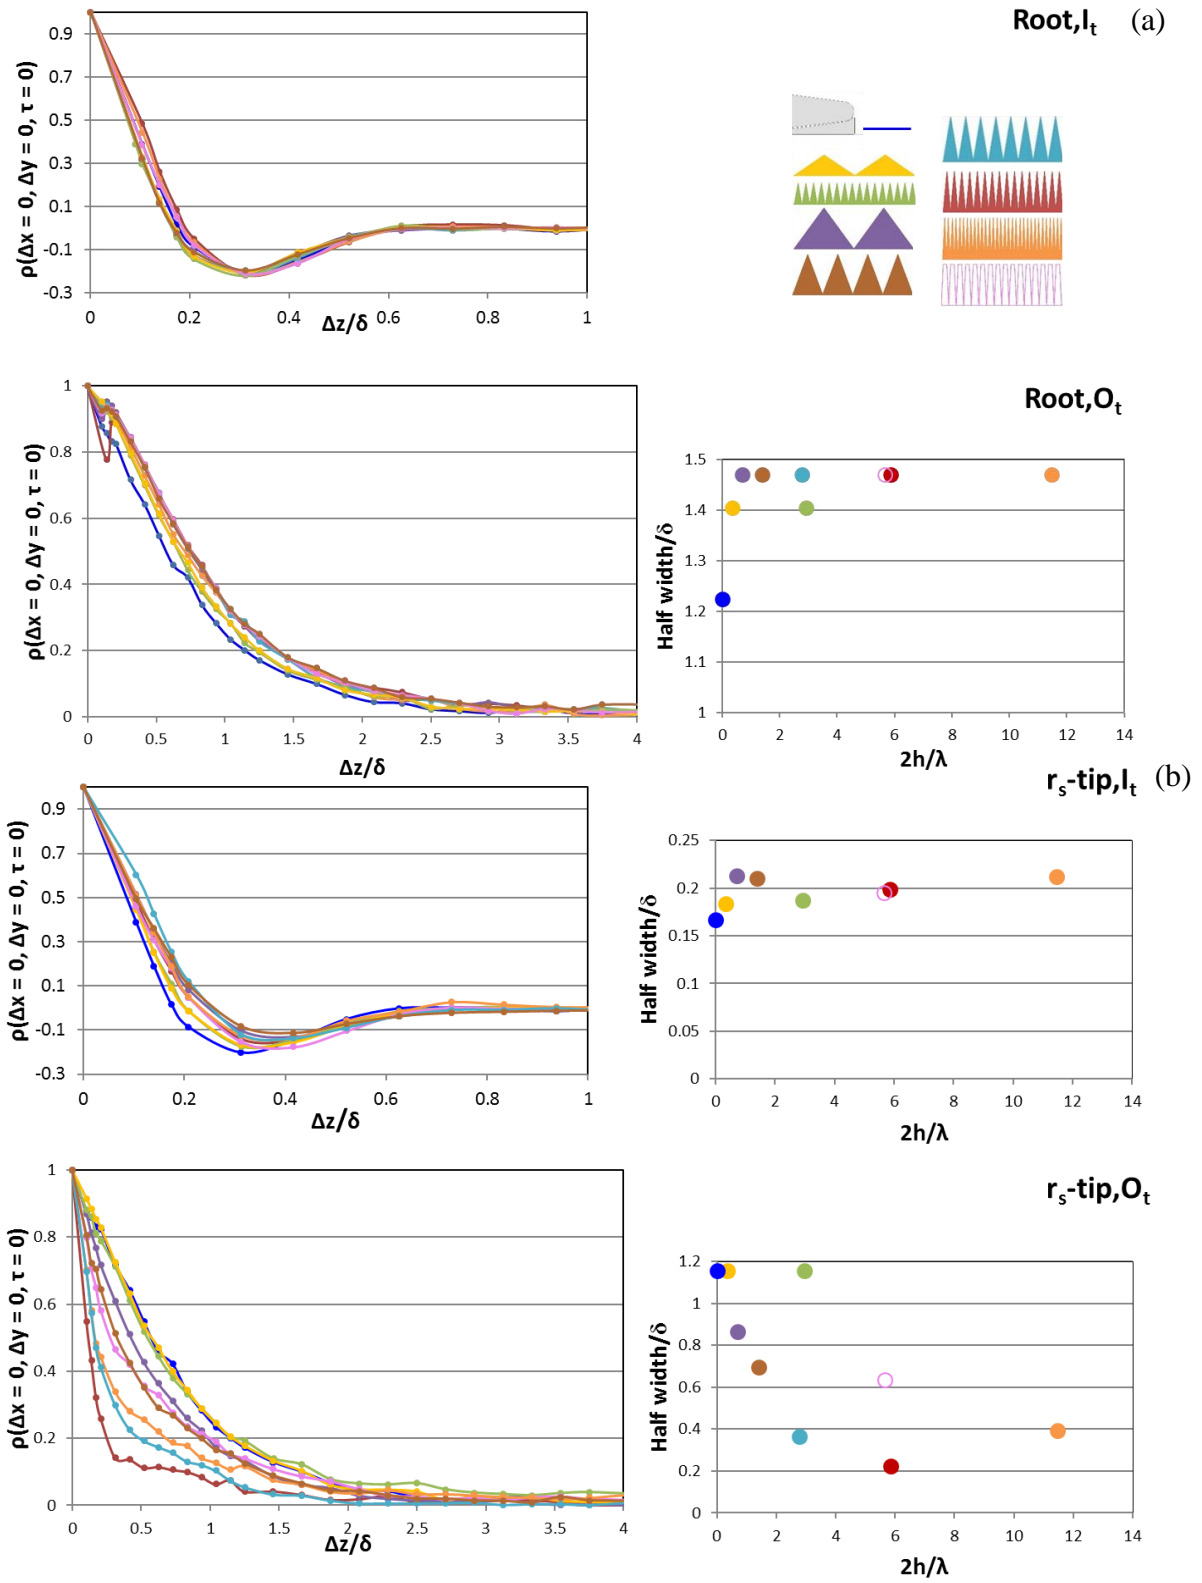 Root,Iₜ (a)
0.9
0.7
0.5
0.3
0.1
-0.1
-0.3
ρ(Δx = 0, Δy = 0, τ = 0)
0 0.2 0.4 0.6 0.8 1
Δz/δ
Root,Oₜ
1
0.8
0.6
0.4
0.2
0
ρ(Δx = 0, Δy = 0, τ = 0)
0 0.5 1 1.5 2 2.5 3 3.5 4
Δz/δ
1.5
1.4
1.3
1.2
1.1
1
Half width/δ
0 2 4 6 8 10 12 14
2h/λ
rₛ-tip,Iₜ (b)
0.9
0.7
0.5
0.3
0.1
-0.1
-0.3
ρ(Δx = 0, Δy = 0, τ = 0)
0 0.2 0.4 0.6 0.8 1
Δz/δ
0.25
0.2
0.15
0.1
0.05
0
Half width/δ
0 2 4 6 8 10 12 14
2h/λ
rₛ-tip,Oₜ
1
0.8
0.6
0.4
0.2
0
ρ(Δx = 0, Δy = 0, τ = 0)
0 0.5 1 1.5 2 2.5 3 3.5 4
Δz/δ
1.2
1
0.8
0.6
0.4
0.2
0
Half width/δ
0 2 4 6 8 10 12 14
2h/λ